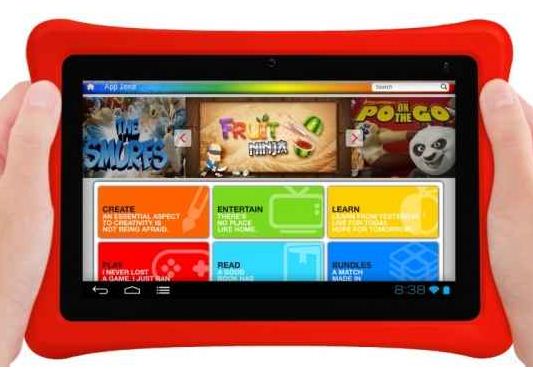 App Zone
Search
THE
SMURFS
FRUIT
NINJA
PO ON
THE GO
CREATE
AN ESSENTIAL ASPECT
TO CREATIVITY IS
NOT BEING AFRAID.
ENTERTAIN
THERE'S
NO PLACE
LIKE HOME.
LEARN
LEARN FROM YESTERDAY
LIVE FOR TODAY.
HOPE FOR TOMORROW.
PLAY
I NEVER LOST
A GAME. I JUST RAN
READ
A GOOD
BOOK HAS
BUNDLES
A MATCH
MADE IN
8:38